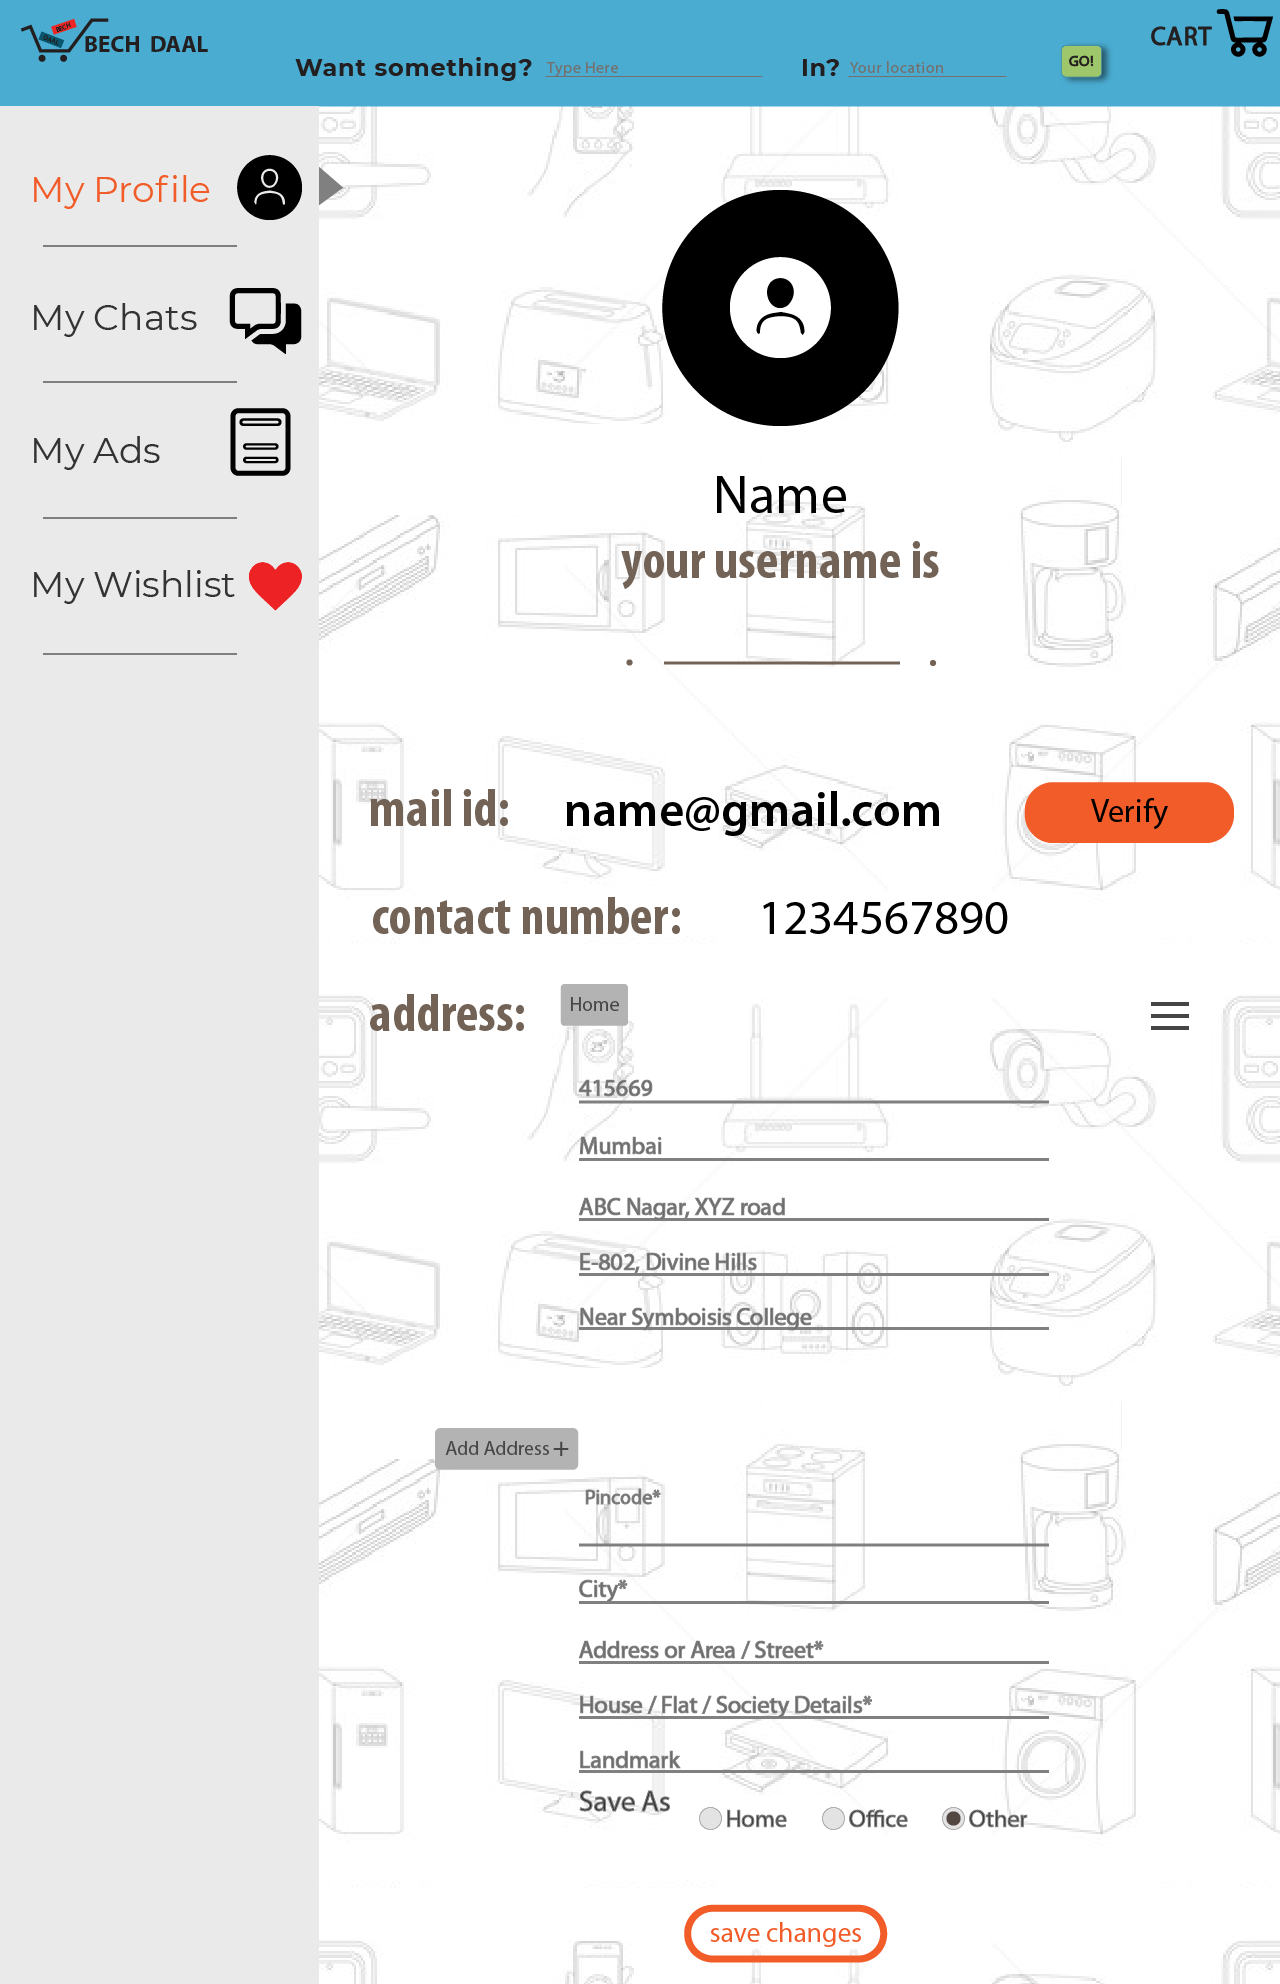 BECH
DAAL
BECH DAAL
Want something? Type Here In? Your location GO!
CART
My Profile
My Chats
My Ads
My Wishlist
Name
your username is
mail id: name@gmail.com Verify
contact number: 1234567890
address: Home
415669
Mumbai
ABC Nagar, XYZ road
E-802, Divine Hills
Near Symboisis College
Add Address+
Pincode*
City*
Address or Area / Street*
House / Flat / Society Details*
Landmark
Save As
Home Office Other
save changes